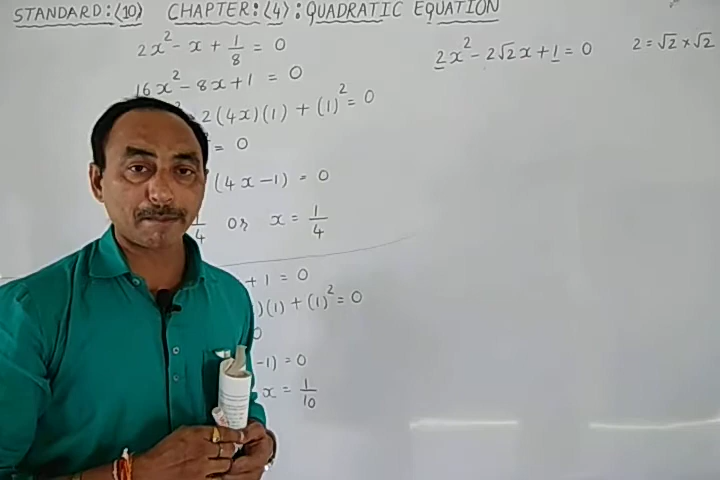 STANDARD:⟨10⟩ CHAPTER:⟨4⟩: QUADRATIC EQUATION
2x² - x + 1/8 = 0
16x² - 8x + 1 = 0
2(4x)(1) + (1)² = 0
= 0
(4x - 1) = 0
1/4 or x = 1/4
+ 1 = 0
)(1) + (1)² = 0
0
-1) = 0
x = 1/10
2x² - 2√2x + 1 = 0 2 = √2 × √2